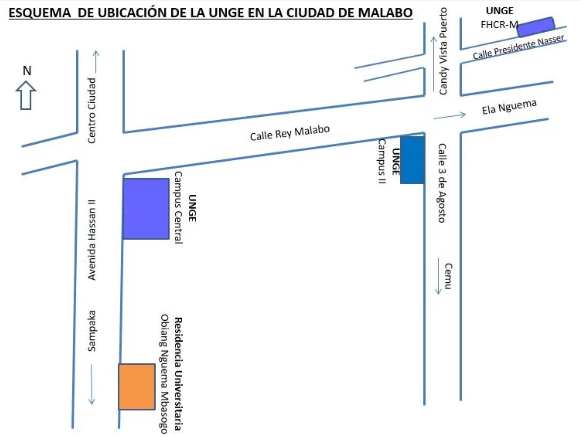 ESQUEMA DE UBICACIÓN DE LA UNGE EN LA CIUDAD DE MALABO
UNGE
FHCR-M
Calle Presidente Nasser
Candy Vista Puerto
N
Centro Ciudad
Ela Nguema
Calle Rey Malabo
UNGE
Campus II
Calle 3 de Agosto
UNGE
Campus Central
Avenida Hassan II
Cemu
Sampaka
Residencia Universitaria
Obiang Nguema Mbasogo